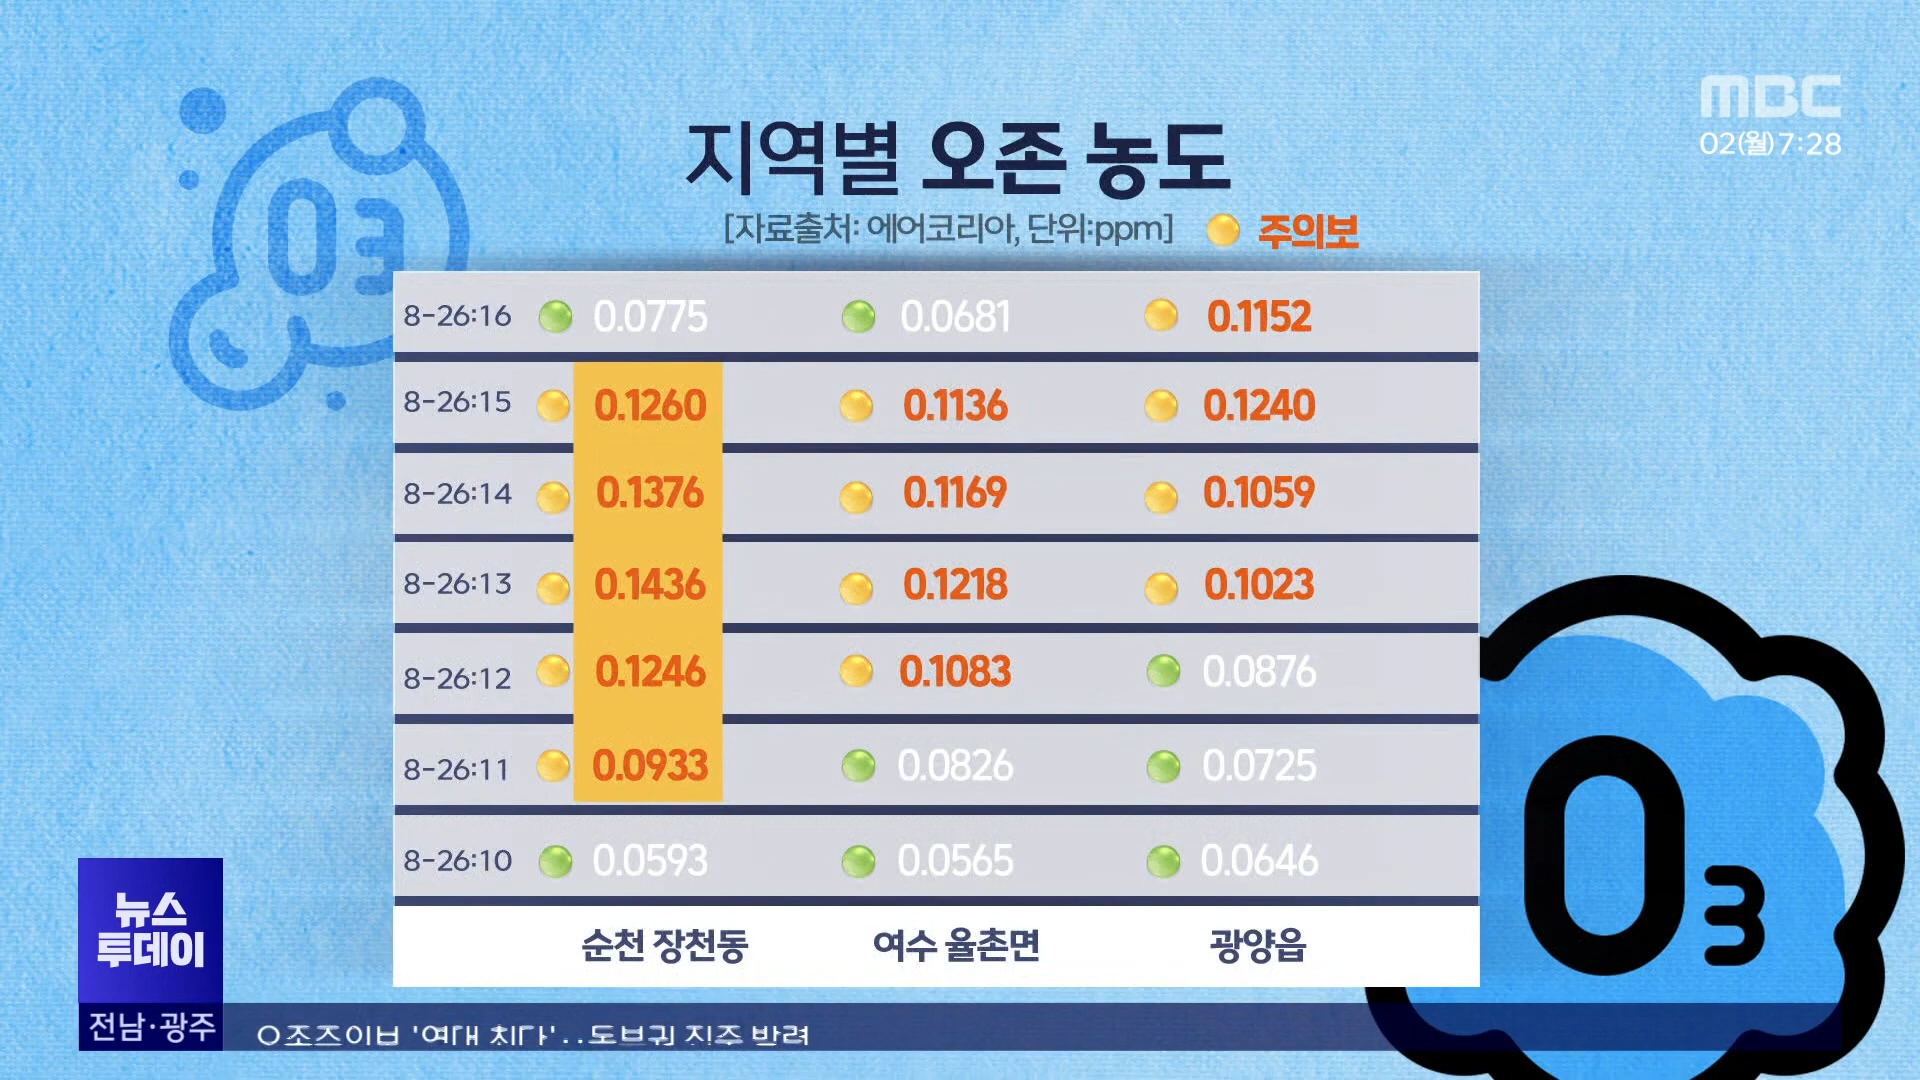 MBC
02(월) 7:28
지역별 오존 농도
[자료출처: 에어코리아, 단위:ppm] 주의보
O3
8-26:16 0.0775 0.0681 0.1152
8-26:15 0.1260 0.1136 0.1240
8-26:14 0.1376 0.1169 0.1059
8-26:13 0.1436 0.1218 0.1023
8-26:12 0.1246 0.1083 0.0876
8-26:11 0.0933 0.0826 0.0725
8-26:10 0.0593 0.0565 0.0646
순천 장천동 여수 율촌면 광양읍
O3
뉴스
투데이
전남·광주